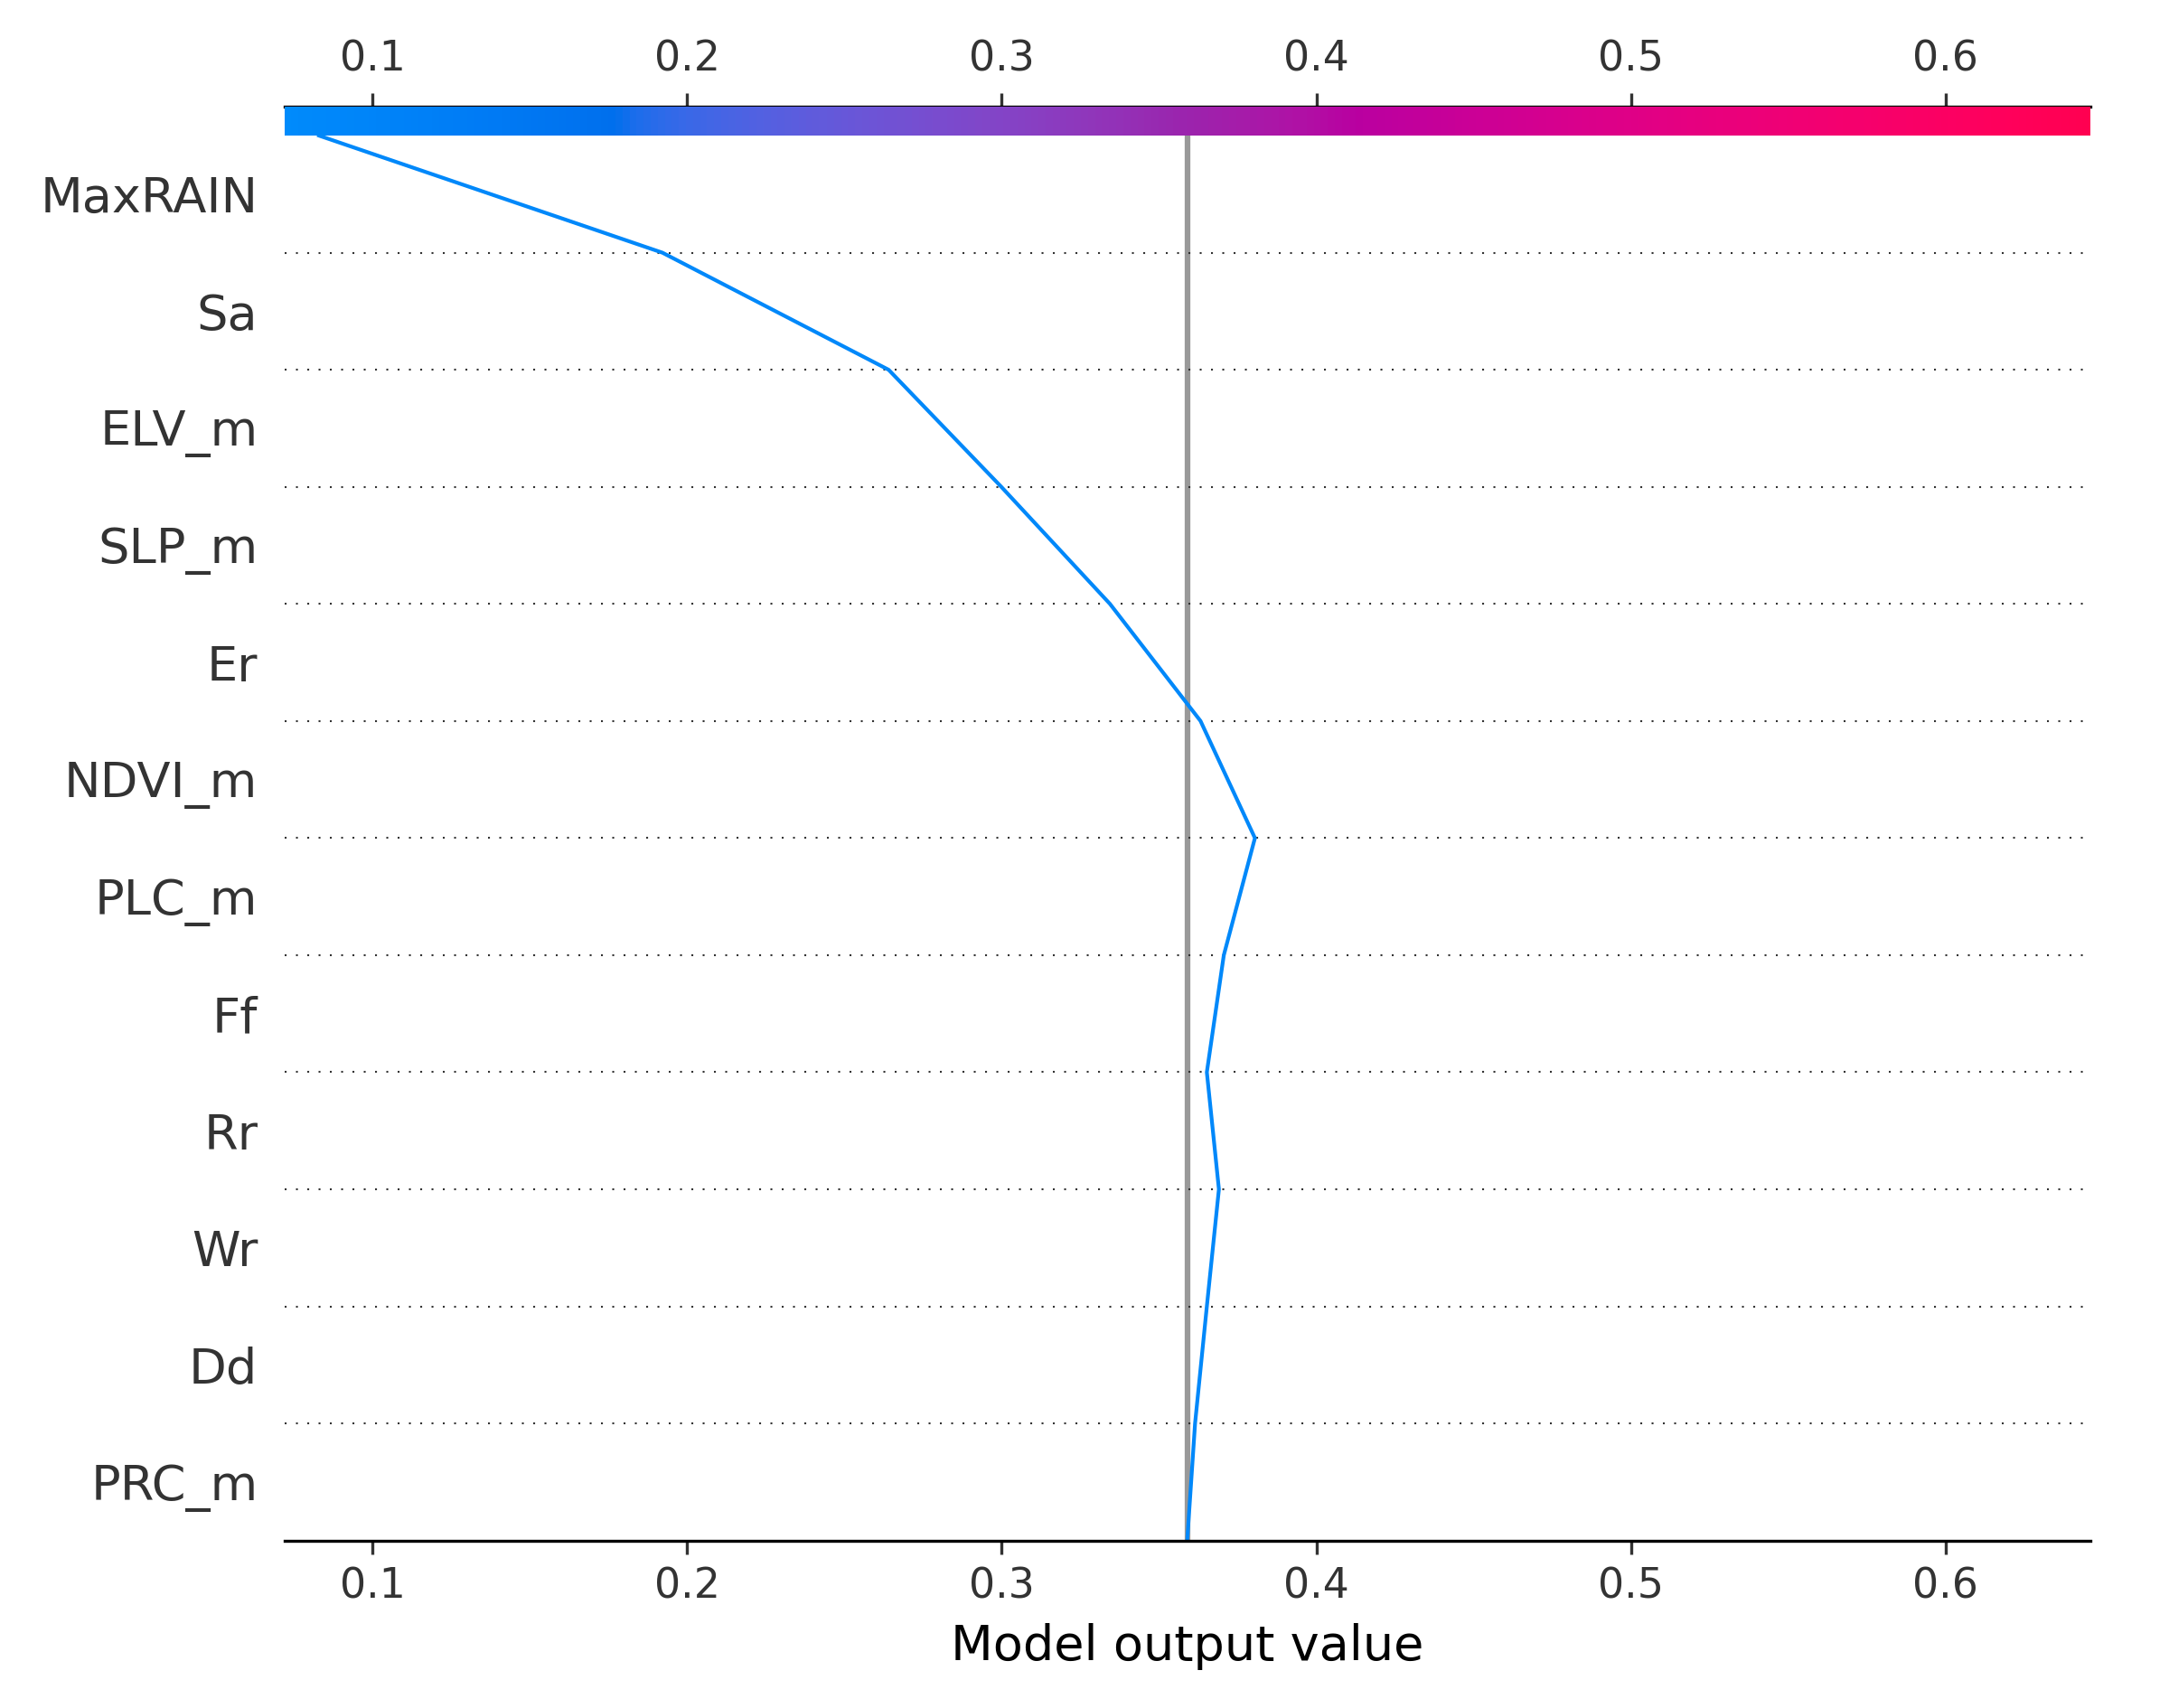 0.1 0.2 0.3 0.4 0.5 0.6
MaxRAIN
Sa
ELV_m
SLP_m
Er
NDVI_m
PLC_m
Ff
Rr
Wr
Dd
PRC_m
0.1 0.2 0.3 0.4 0.5 0.6
Model output value